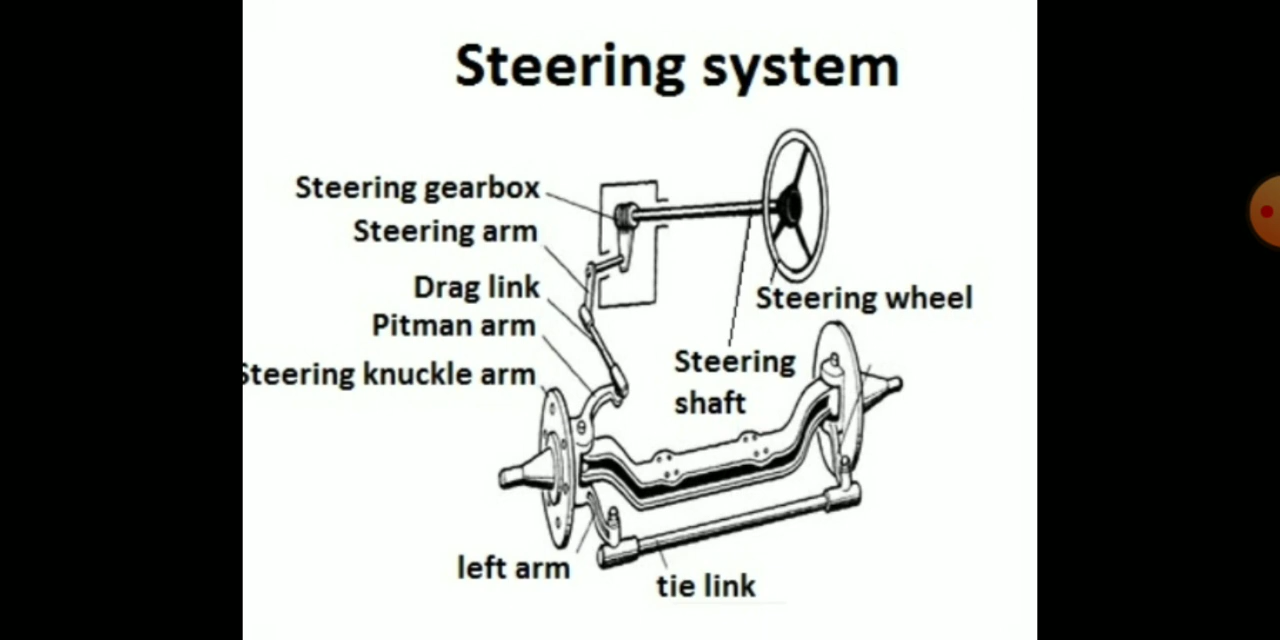 Steering system
Steering gearbox
Steering arm
Drag link
Pitman arm
Steering knuckle arm
Steering wheel
Steering
shaft
left arm
tie link